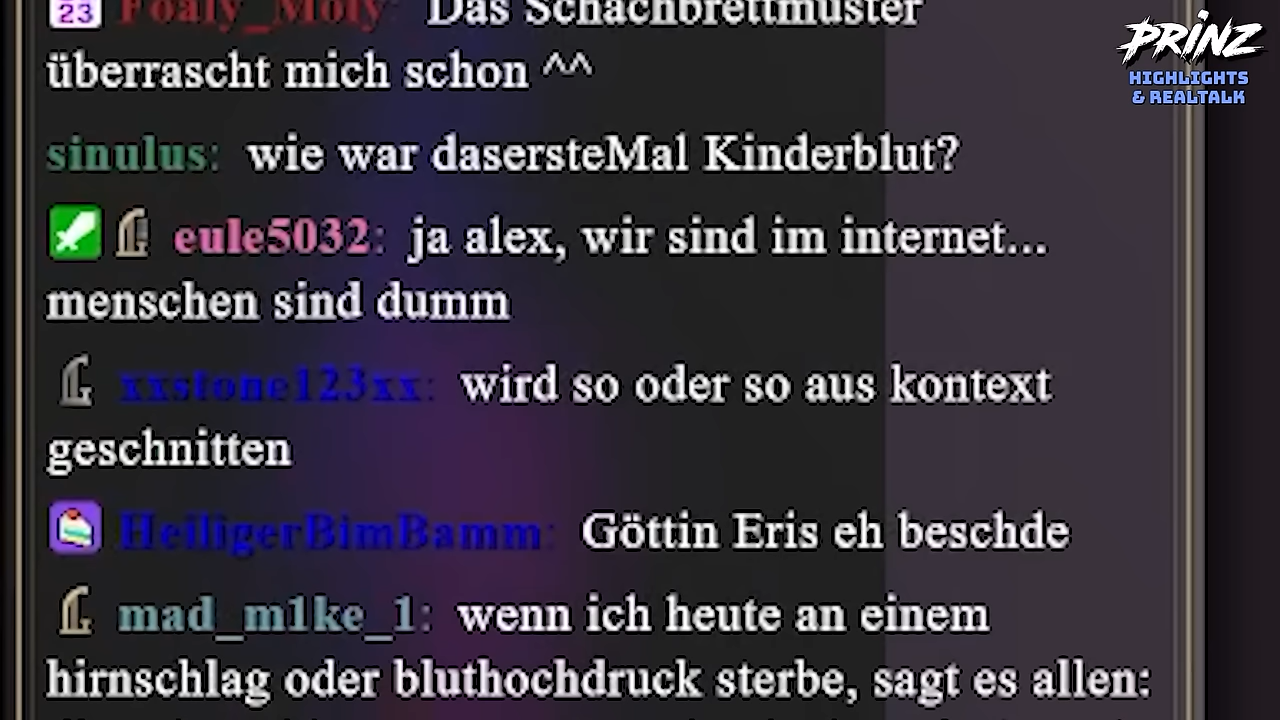 23 Foaly_Moly: Das Schachbrettmuster
überrascht mich schon ^^
sinulus: wie war dasersteMal Kinderblut?
eule5032: ja alex, wir sind im internet...
menschen sind dumm
xxstone123xx: wird so oder so aus kontext
geschnitten
HeiligerBimBamm: Göttin Eris eh beschde
mad_m1ke_1: wenn ich heute an einem
hirnschlag oder bluthochdruck sterbe, sagt es allen:
PRINZ
HIGHLIGHTS
& REALTALK